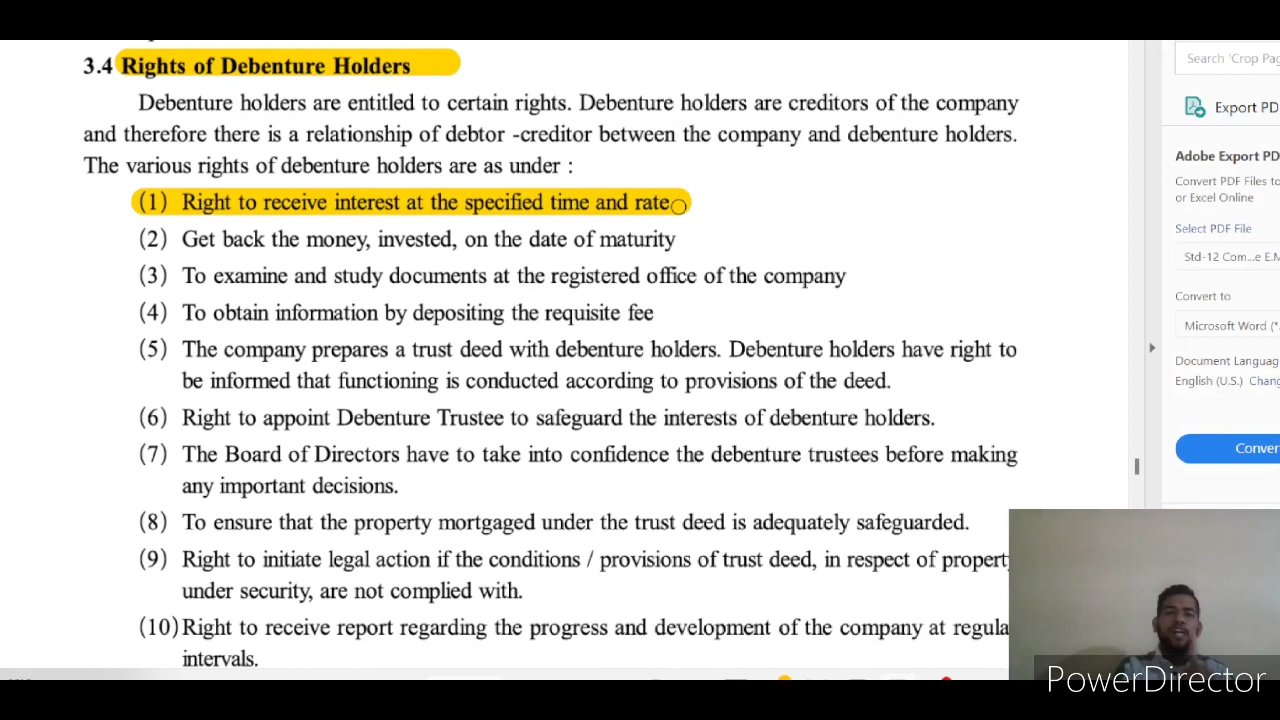 3.4 Rights of Debenture Holders
Debenture holders are entitled to certain rights. Debenture holders are creditors of the company
and therefore there is a relationship of debtor -creditor between the company and debenture holders.
The various rights of debenture holders are as under :
(1) Right to receive interest at the specified time and rate
(2) Get back the money, invested, on the date of maturity
(3) To examine and study documents at the registered office of the company
(4) To obtain information by depositing the requisite fee
(5) The company prepares a trust deed with debenture holders. Debenture holders have right to
be informed that functioning is conducted according to provisions of the deed.
(6) Right to appoint Debenture Trustee to safeguard the interests of debenture holders.
(7) The Board of Directors have to take into confidence the debenture trustees before making
any important decisions.
(8) To ensure that the property mortgaged under the trust deed is adequately safeguarded.
(9) Right to initiate legal action if the conditions / provisions of trust deed, in respect of property
under security, are not complied with.
(10) Right to receive report regarding the progress and development of the company at regula
intervals.
Search 'Crop Pag
Export PD
Adobe Export PDF
Convert PDF Files to
or Excel Online
Select PDF File
Std-12 Com...e E.M
Convert to
Microsoft Word (*.
Document Language
English (U.S.) Chang
Conver
PowerDirector